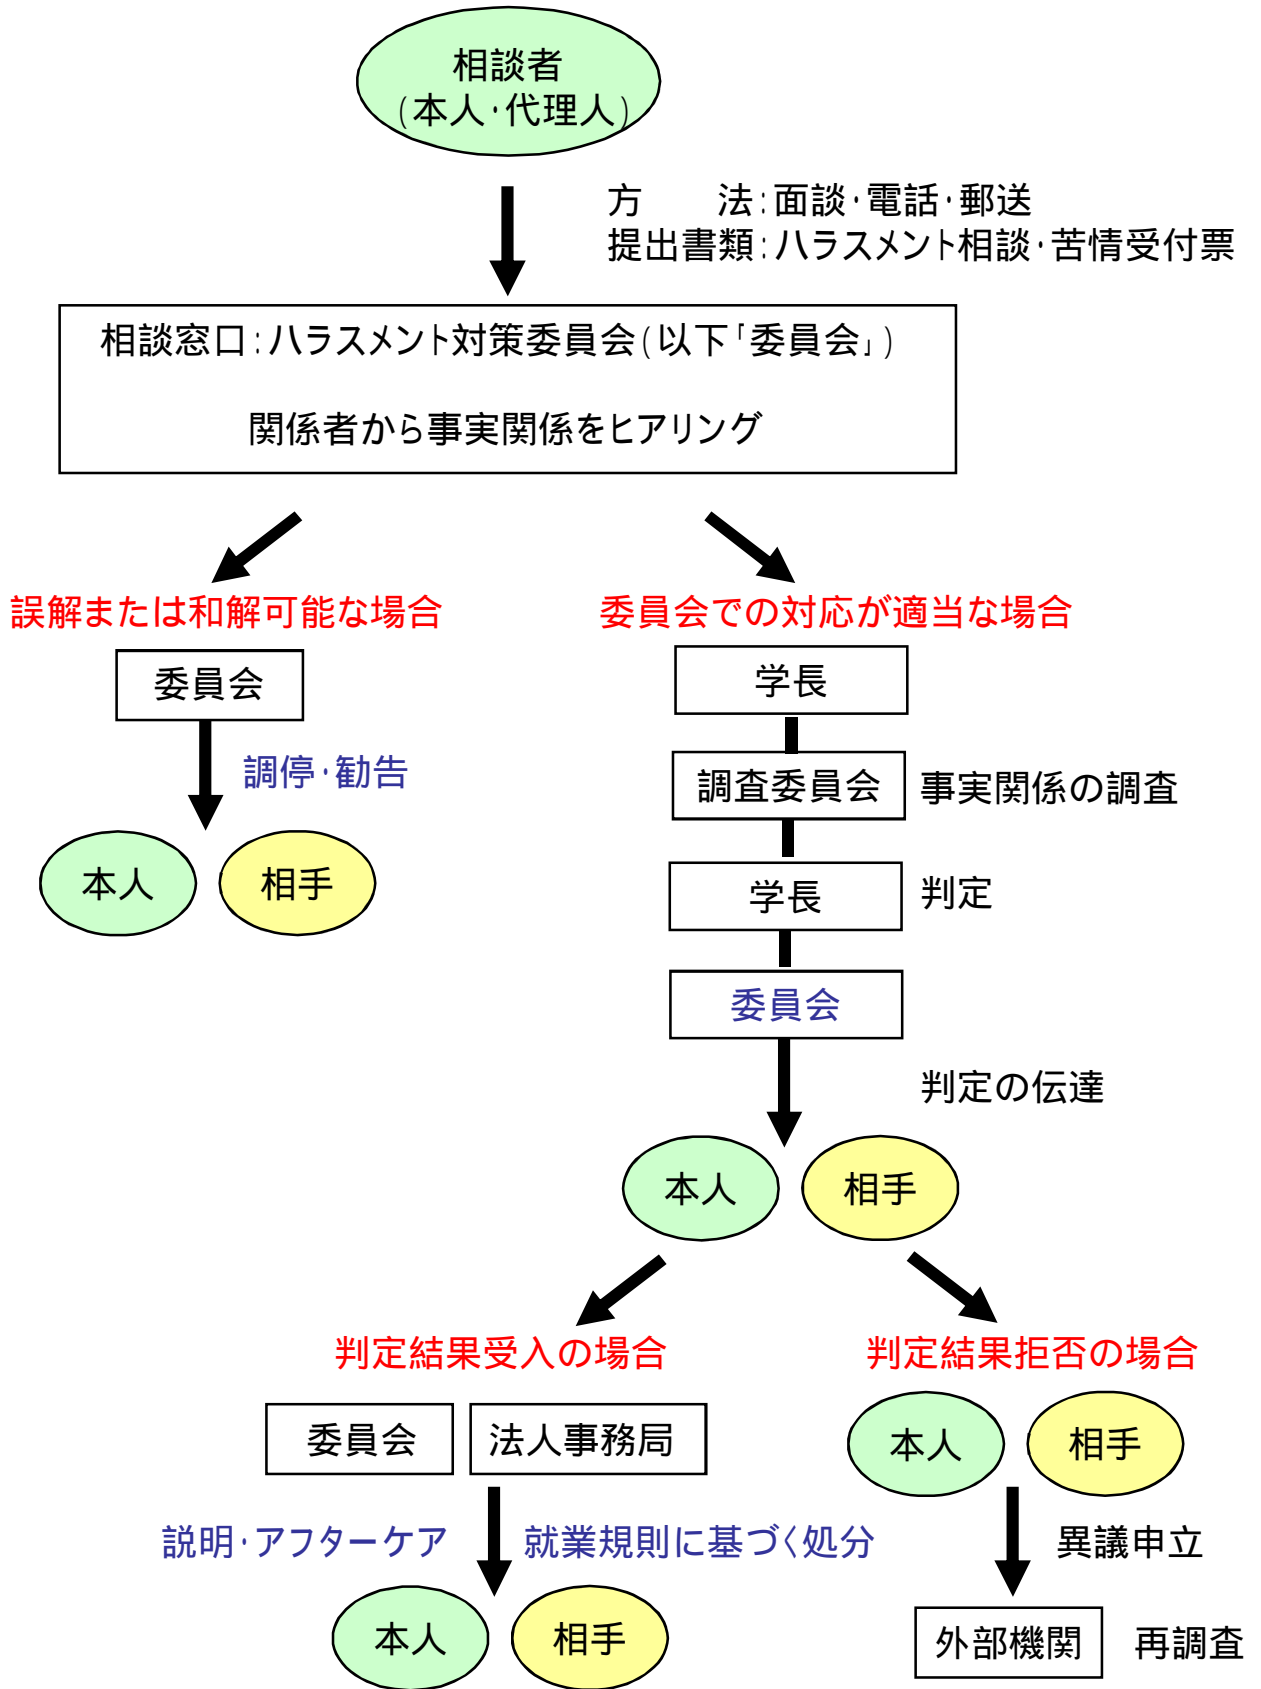 相談者
(本人・代理人)
方　　法:面談・電話・郵送
提出書類:ハラスメント相談・苦情受付票
相談窓口:ハラスメント対策委員会(以下「委員会」)
関係者から事実関係をヒアリング
誤解または和解可能な場合
委員会
調停・勧告
本人
相手
委員会での対応が適当な場合
学長
調査委員会
事実関係の調査
学長
判定
委員会
判定の伝達
本人
相手
判定結果受入の場合
委員会
法人事務局
説明・アフターケア
就業規則に基づく処分
本人
相手
判定結果拒否の場合
本人
相手
異議申立
外部機関
再調査